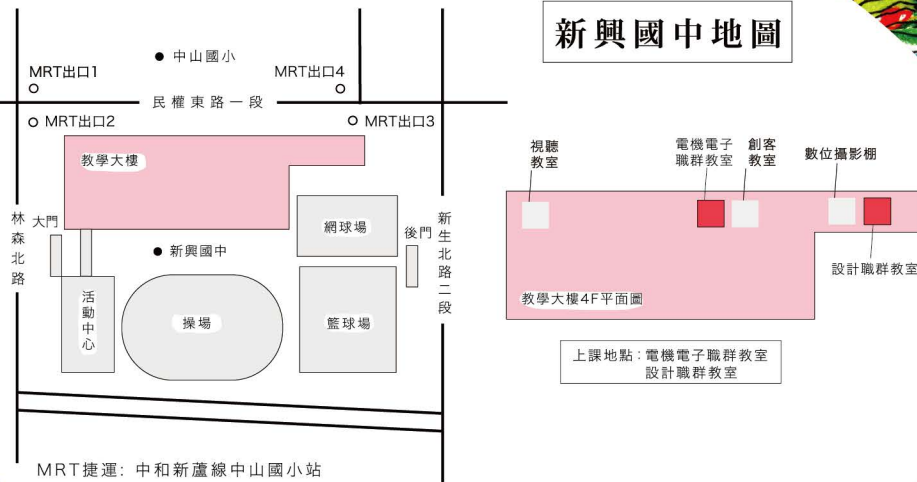 新興國中地圖
中山國小
MRT出口1
MRT出口4
民權東路一段
MRT出口2
MRT出口3
教學大樓
林森北路
大門
網球場
後門
新生北路二段
新興國中
活動中心
操場
籃球場
MRT捷運: 中和新蘆線中山國小站
視聽
教室
電機電子
職群教室
創客
教室
數位攝影棚
設計職群教室
教學大樓4F平面圖
上課地點：電機電子職群教室
設計職群教室